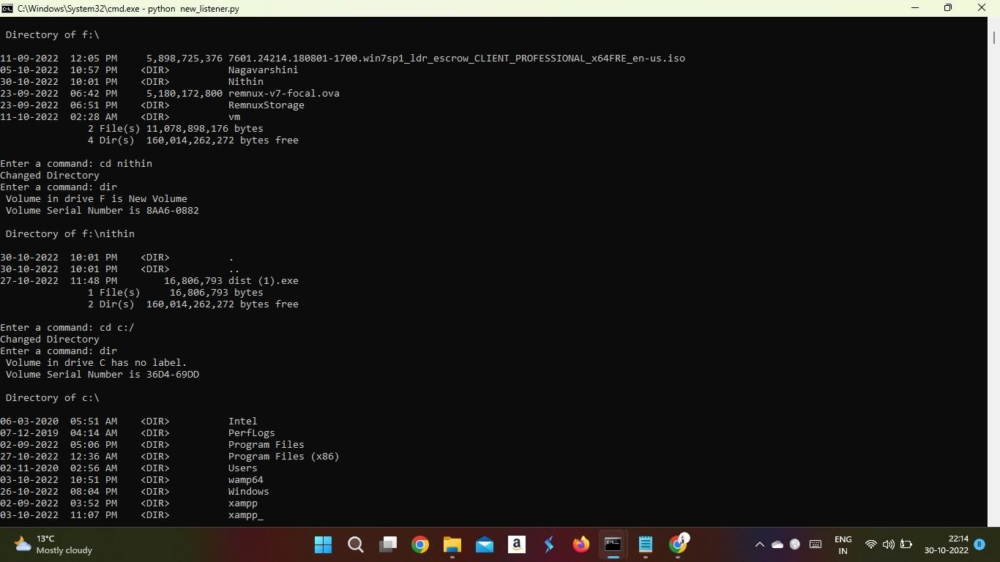 C:\Windows\System32\cmd.exe - python  new_listener.py
Directory of f:\
11-09-2022  12:05 PM     5,898,725,376 7601.24214.180801-1700.win7sp1_ldr_escrow_CLIENT_PROFESSIONAL_x64FRE_en-us.iso
05-10-2022  10:57 PM    <DIR>          Nagavarshini
30-10-2022  10:01 PM    <DIR>          Nithin
23-09-2022  06:42 PM     5,180,172,800 remnux-v7-focal.ova
23-09-2022  06:51 PM    <DIR>          RemnuxStorage
11-10-2022  02:28 AM    <DIR>          vm
2 File(s) 11,078,898,176 bytes
4 Dir(s)  160,014,262,272 bytes free
Enter a command: cd nithin
Changed Directory
Enter a command: dir
Volume in drive F is New Volume
Volume Serial Number is 8AA6-0882
Directory of f:\nithin
30-10-2022  10:01 PM    <DIR>          .
30-10-2022  10:01 PM    <DIR>          ..
27-10-2022  11:48 PM        16,806,793 dist (1).exe
1 File(s)     16,806,793 bytes
2 Dir(s)  160,014,262,272 bytes free
Enter a command: cd c:/
Changed Directory
Enter a command: dir
Volume in drive C has no label.
Volume Serial Number is 36D4-69DD
Directory of c:\
06-03-2020  05:51 AM    <DIR>          Intel
07-12-2019  04:14 AM    <DIR>          PerfLogs
02-09-2022  05:06 PM    <DIR>          Program Files
27-10-2022  12:36 AM    <DIR>          Program Files (x86)
02-11-2020  02:56 AM    <DIR>          Users
03-10-2022  10:51 PM    <DIR>          wamp64
26-10-2022  08:04 PM    <DIR>          Windows
02-09-2022  03:52 PM    <DIR>          xampp
03-10-2022  11:07 PM    <DIR>          xampp_
13°C
Mostly cloudy
a
ENG
IN
22:14
30-10-2022
8